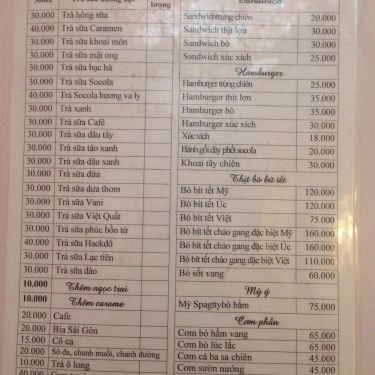 lượng
30.000 Trà hồng sữa
40.000 Trà sữa Caramen
30.000 Trà sữa khoai môn
30.000 Trà sữa Mật ong
30.000 Trà sữa bạc hà
30.000 Trà sữa Socola
40.000 Trà Socola hương va ly
30.000 Trà xanh
30.000 Trà sữa Café
30.000 Trà sữa dâu tây
30.000 Trà sữa táo xanh
30.000 Trà sữa dâu xanh
30.000 Trà sữa dừa
30.000 Trà sữa dưa thơm
30.000 Trà sữa Vani
30.000 Trà sữa Việt Quất
30.000 Trà sữa phúc bồn tử
40.000 Trà sữa Hackdô
30.000 Trà sữa Lạc tiên
30.000 Trà sữa đào
10.000 Thêm ngọc trai
10.000 Thêm carame
20.000 Cafe
20.000 Bia Sài Gòn
15.000 Cô ca
20.000 Sô đa, chanh muối, chanh đường
10.000 Trà ô long
40.000
Sandwich
Sandwich trứng chiên 20.000
Sandwich thịt lợn 30.000
Sandwich bò 30.000
Sandwich xúc xích 25.000
Hamburger
Hamburger trứng chiên 25.000
Hamburger thịt lợn 35.000
Hamburger bò 35.000
Hamburger xúc xích 30.000
Xúc xích 18.000
Bánh gối dày phết socola 20.000
Khoai tây chiên 30.000
Thịt bò bít tết
Bò bít tết Mỹ 120.000
Bò bít tết Úc 120.000
Bò bít tết Việt 75.000
Bò bít tết chảo gang đặc biệt Mỹ 160.000
Bò bít tết chảo gang đặc biệt Úc 160.000
Bò bít tết chảo gang đặc biệt Việt 110.000
Bò sốt vang 60.000
Mỳ ý
Mỳ Spagttybò bằm 75.000
Cơm phần
Cơm bò hầm vang 65.000
Cơm bò lúc lắc 65.000
Cơm cá ba sa chiên 45.000
Cơm sườn nướng 45.000